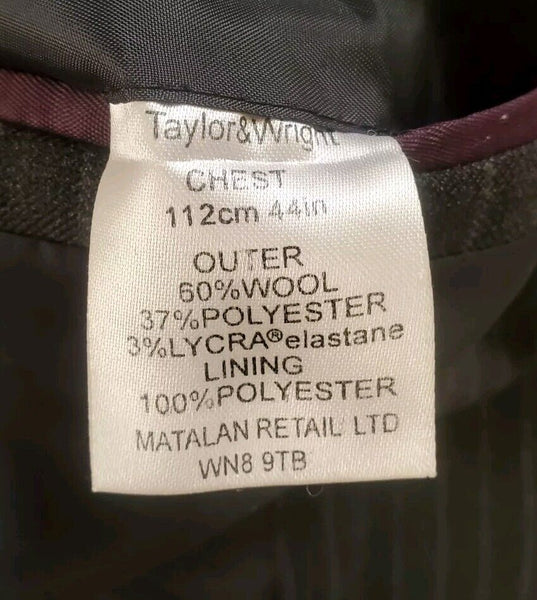 Taylor&Wright
CHEST
112cm 44in
OUTER
60%WOOL
37%POLYESTER
3%LYCRA®elastane
LINING
100%POLYESTER
MATALAN RETAIL LTD
WN8 9TB